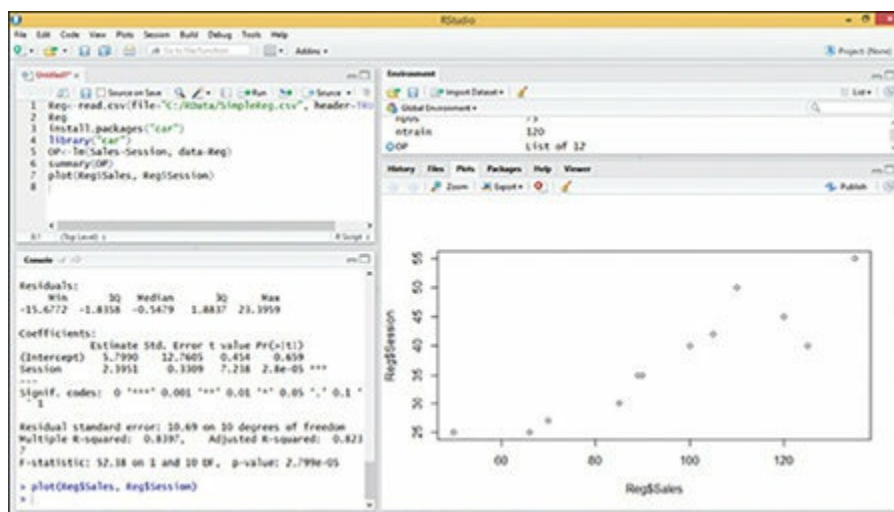 RStudio
File Edit Code View Plots Session Build Debug Tools Help
Go to file/function Addins
Project: (None)
Untitled1*
Source on Save Run Source
1 Reg<-read.csv(file="C:/RData/SimpleReg.csv", header=TRU
2 Reg
3 install.packages("car")
4 library("car")
5 OP<-lm(Sales~Session, data=Reg)
6 summary(OP)
7 plot(Reg$Sales, Reg$Session)
8
8:1 (Top Level) R Script
Console
Residuals:
Min 1Q Median 3Q Max
-15.6772 -1.8358 -0.5479 1.8837 23.3959
Coefficients:
Estimate Std. Error t value Pr(>|t|)
(Intercept) 5.7990 12.7605 0.454 0.659
Session 2.3951 0.3309 7.238 2.8e-05 ***
---
Signif. codes: 0 '***' 0.001 '**' 0.01 '*' 0.05 '.' 0.1 '
' 1
Residual standard error: 10.69 on 10 degrees of freedom
Multiple R-squared: 0.8397, Adjusted R-squared: 0.823
7
F-statistic: 52.38 on 1 and 10 DF, p-value: 2.799e-05
> plot(Reg$Sales, Reg$Session)
>
Environment
Import Dataset List
Global Environment
ntrain 120
OP List of 12
History Files Plots Packages Help Viewer
Zoom Export Publish
Reg$Session
55
50
45
40
35
30
25
60 80 100 120
Reg$Sales